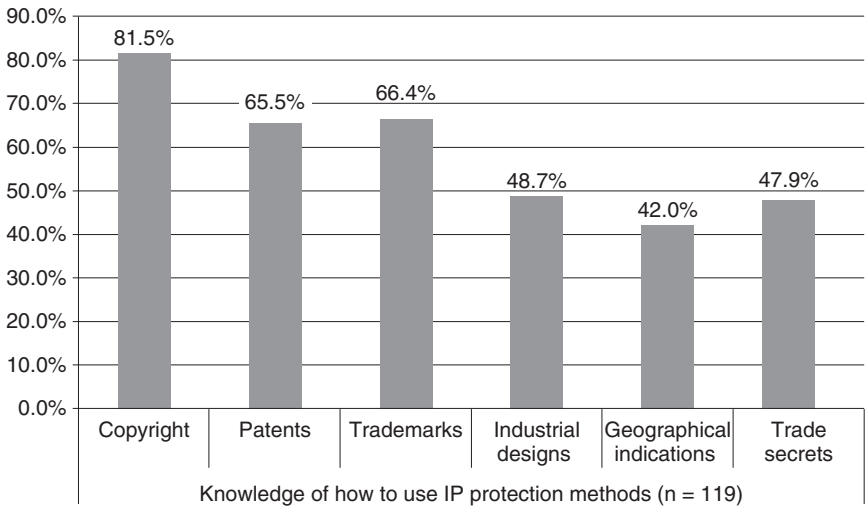 90.0%
80.0%
70.0%
60.0%
50.0%
40.0%
30.0%
20.0%
10.0%
0.0%
81.5%
65.5%
66.4%
48.7%
42.0%
47.9%
Copyright
Patents
Trademarks
Industrial
designs
Geographical
indications
Trade
secrets
Knowledge of how to use IP protection methods (n = 119)